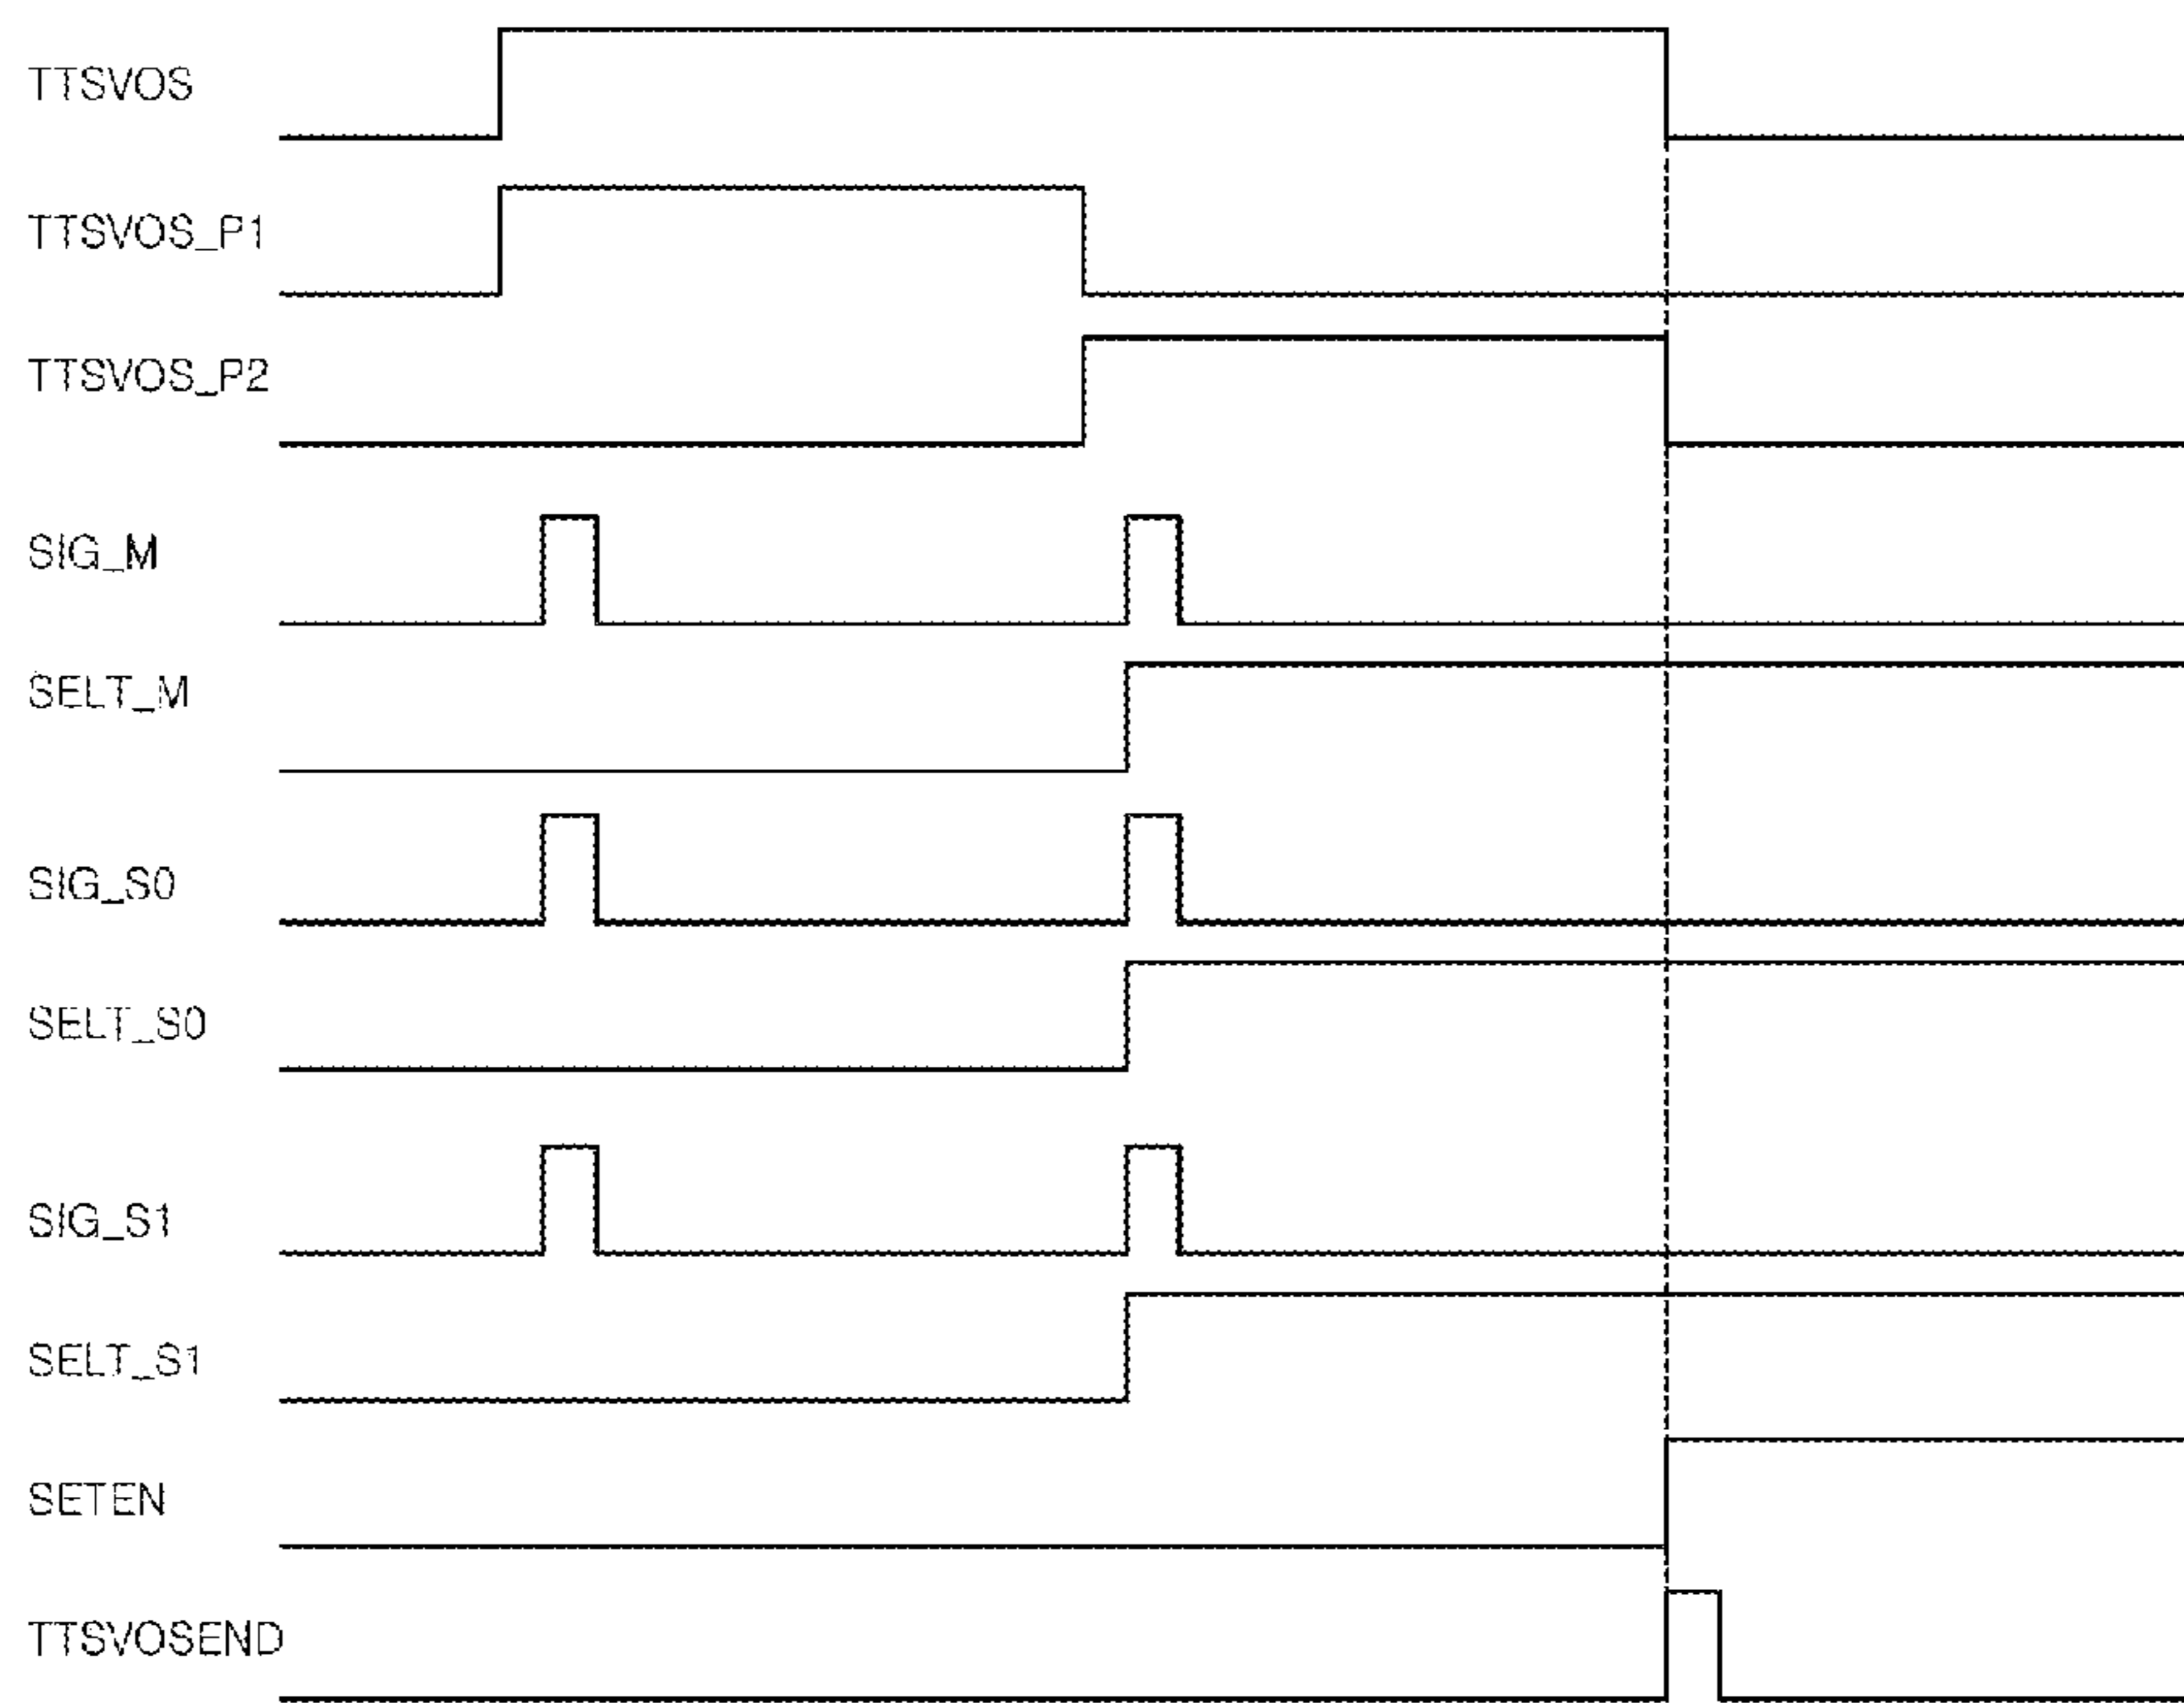 TTSVOS
TTSVOS_P1
TTSVOS_P2
SIG_M
SELT_M
SIG_S0
SELT_S0
SIG_S1
SELT_S1
SETEN
TTSVOSEND